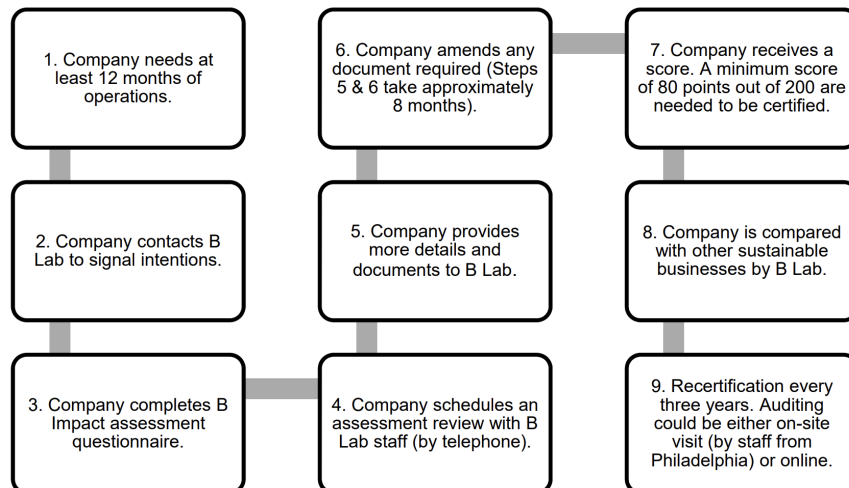 1. Company needs at
least 12 months of
operations.
2. Company contacts B
Lab to signal intentions.
3. Company completes B
Impact assessment
questionnaire.
4. Company schedules an
assessment review with B
Lab staff (by telephone).
5. Company provides
more details and
documents to B Lab.
6. Company amends any
document required (Steps
5 & 6 take approximately
8 months).
7. Company receives a
score. A minimum score
of 80 points out of 200 are
needed to be certified.
8. Company is compared
with other sustainable
businesses by B Lab.
9. Recertification every
three years. Auditing
could be either on-site
visit (by staff from
Philadelphia) or online.